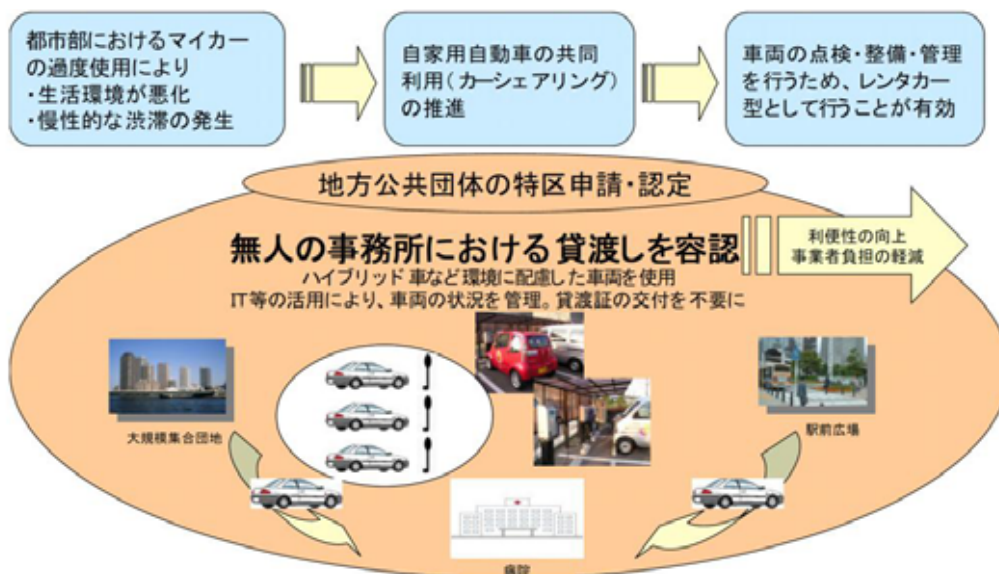 都市部におけるマイカー
の過度使用により
・生活環境が悪化
・慢性的な渋滞の発生
自家用自動車の共同
利用(カーシェアリング)
の推進
車両の点検・整備・管理
を行うため、レンタカー
型として行うことが有効
地方公共団体の特区申請・認定
無人の事務所における貸渡しを容認
利便性の向上
事業者負担の軽減
ハイブリッド車など環境に配慮した車両を使用
IT等の活用により、車両の状況を管理。貸渡証の交付を不要に
大規模集合団地
駅前広場
病院